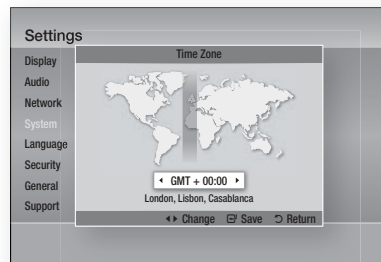 Settings
Display
Audio
Network
System
Language
Security
General
Support
Time Zone
GMT + 00:00
London, Lisbon, Casablanca
Change Save Return